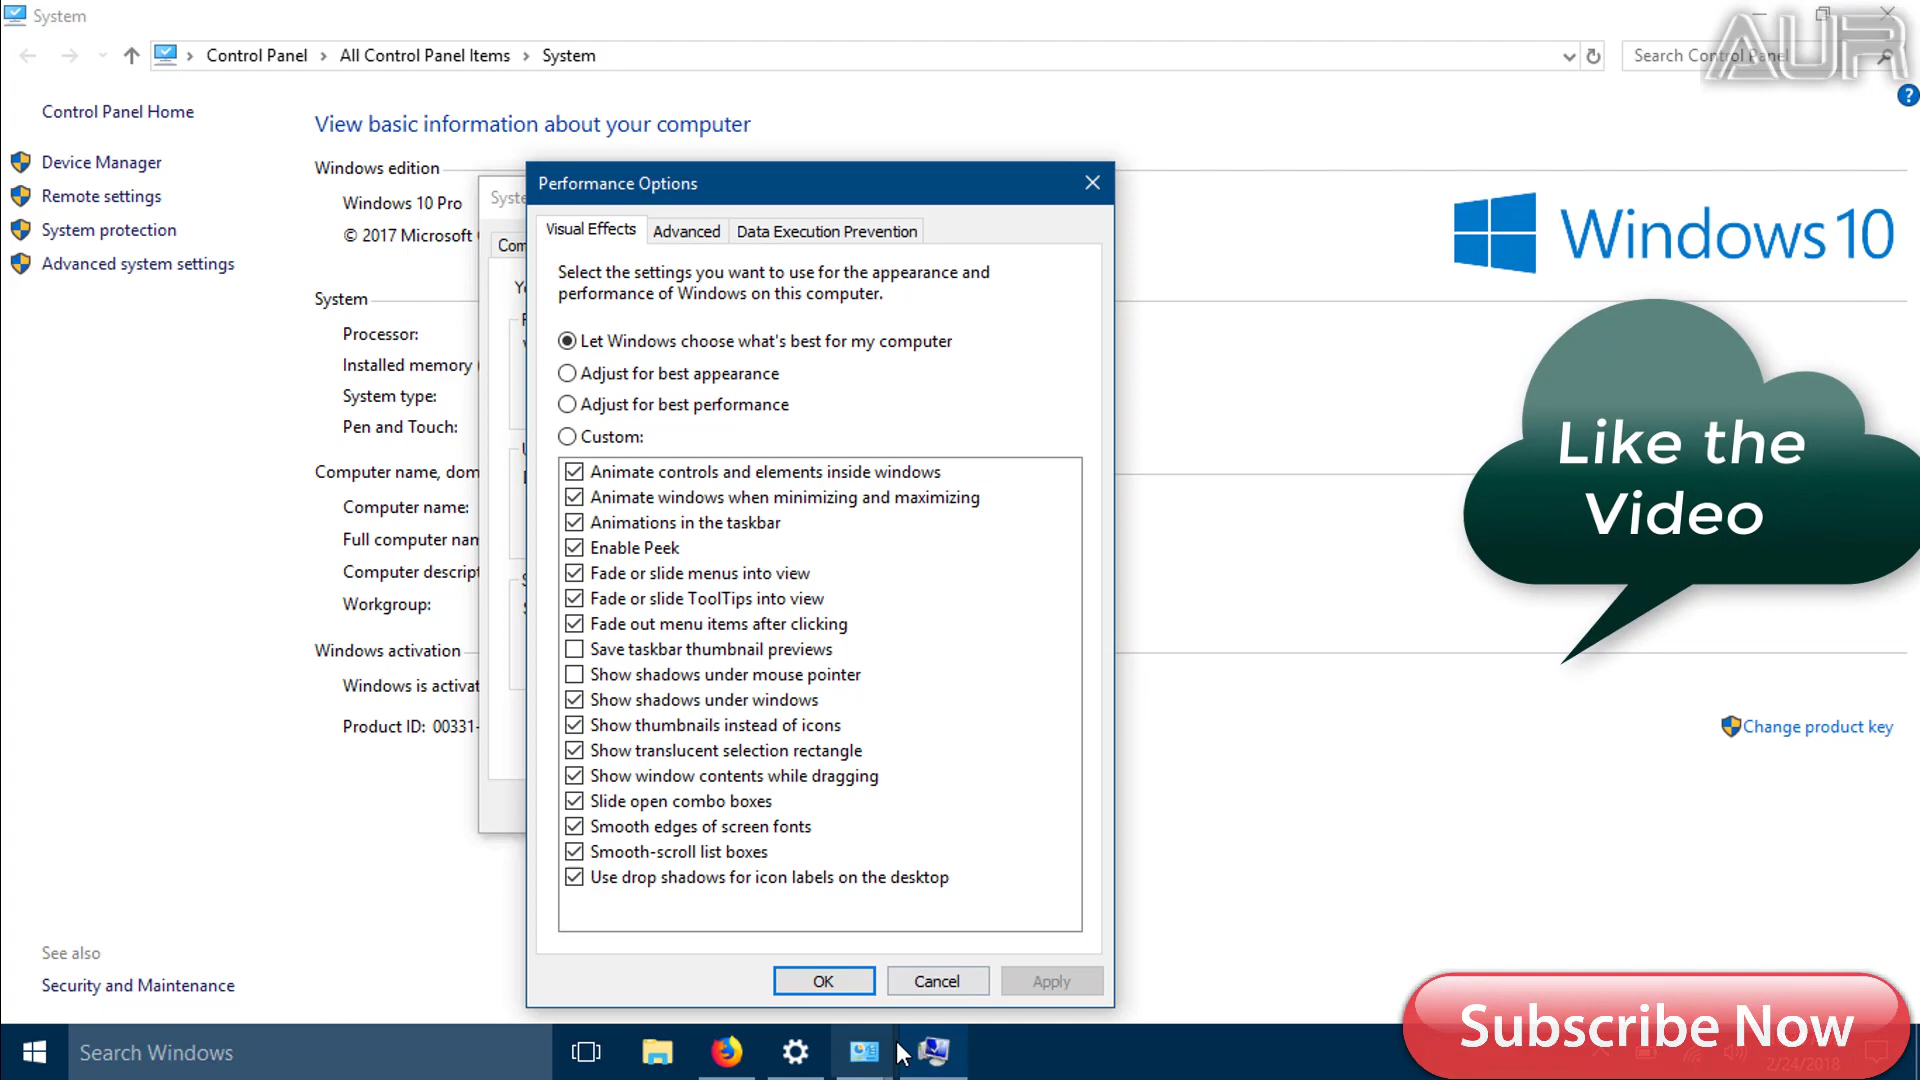 System
AUR
Control Panel > All Control Panel Items > System
Search Control Panel
?
Control Panel Home
View basic information about your computer
Device Manager
Remote settings
System protection
Advanced system settings
Windows edition
Windows 10 Pro
© 2017 Microsoft
System
Processor:
Installed memory (
System type:
Pen and Touch:
Computer name, dom
Computer name:
Full computer nam
Computer descript
Workgroup:
Windows activation
Windows is activat
Product ID: 00331-
Syste
Com
Performance Options
Visual Effects
Advanced
Data Execution Prevention
Select the settings you want to use for the appearance and
performance of Windows on this computer.
Let Windows choose what's best for my computer
Adjust for best appearance
Adjust for best performance
Custom:
Animate controls and elements inside windows
Animate windows when minimizing and maximizing
Animations in the taskbar
Enable Peek
Fade or slide menus into view
Fade or slide ToolTips into view
Fade out menu items after clicking
Save taskbar thumbnail previews
Show shadows under mouse pointer
Show shadows under windows
Show thumbnails instead of icons
Show translucent selection rectangle
Show window contents while dragging
Slide open combo boxes
Smooth edges of screen fonts
Smooth-scroll list boxes
Use drop shadows for icon labels on the desktop
OK
Cancel
Apply
Windows 10
Like the
Video
Change product key
See also
Security and Maintenance
Search Windows
Subscribe Now
2/24/2018